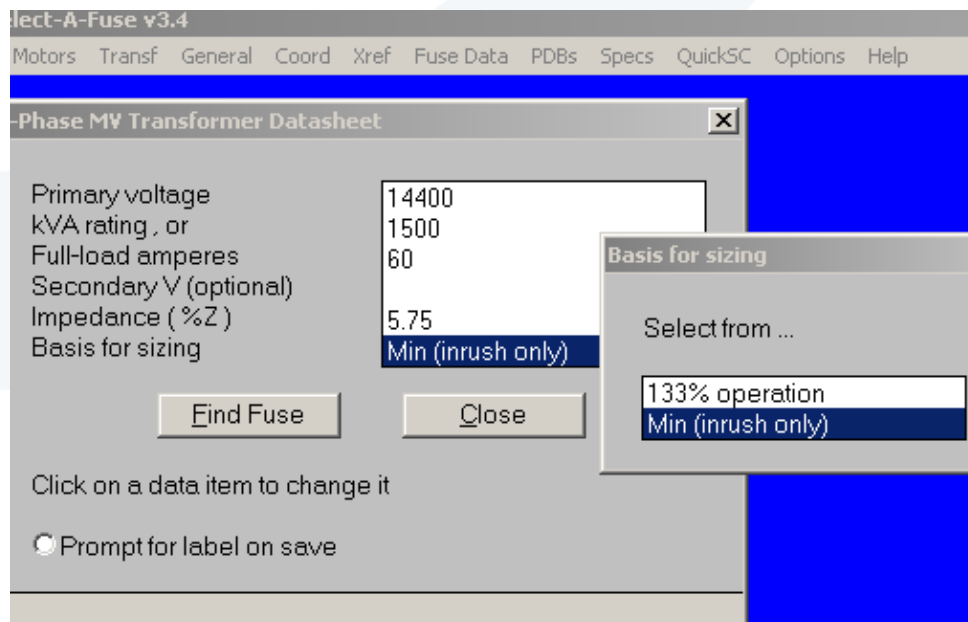 lect-A-Fuse v3.4
Motors Transf General Coord Xref Fuse Data PDBs Specs QuickSC Options Help
-Phase MV Transformer Datasheet
Primary voltage 14400
kVA rating , or 1500
Full-load amperes 60
Secondary V (optional)
Impedance ( %Z ) 5.75
Basis for sizing Min (inrush only)
Find Fuse Close
Click on a data item to change it
Prompt for label on save
Basis for sizing
Select from ...
133% operation
Min (inrush only)